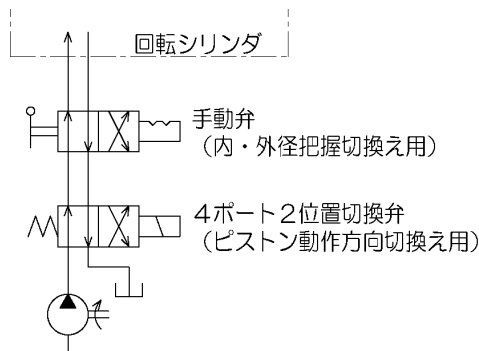 回転シリンダ
手動弁
（内・外径把握切換え用）
４ポート２位置切換弁
（ピストン動作方向切換え用）